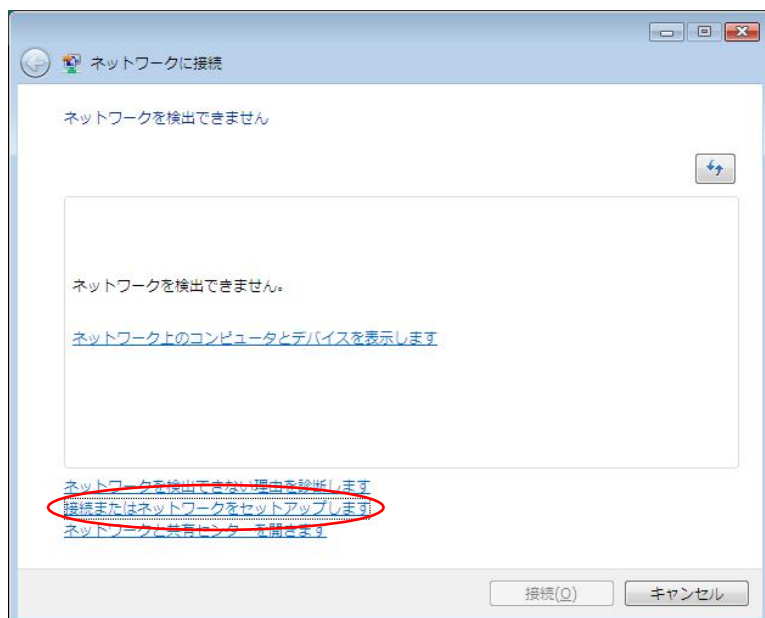 ネットワークに接続
ネットワークを検出できません
ネットワークを検出できません。
ネットワーク上のコンピュータとデバイスを表示します
ネットワークを検出できない理由を診断します
接続またはネットワークをセットアップします
ネットワークと共有センターを開きます
接続(O)
キャンセル